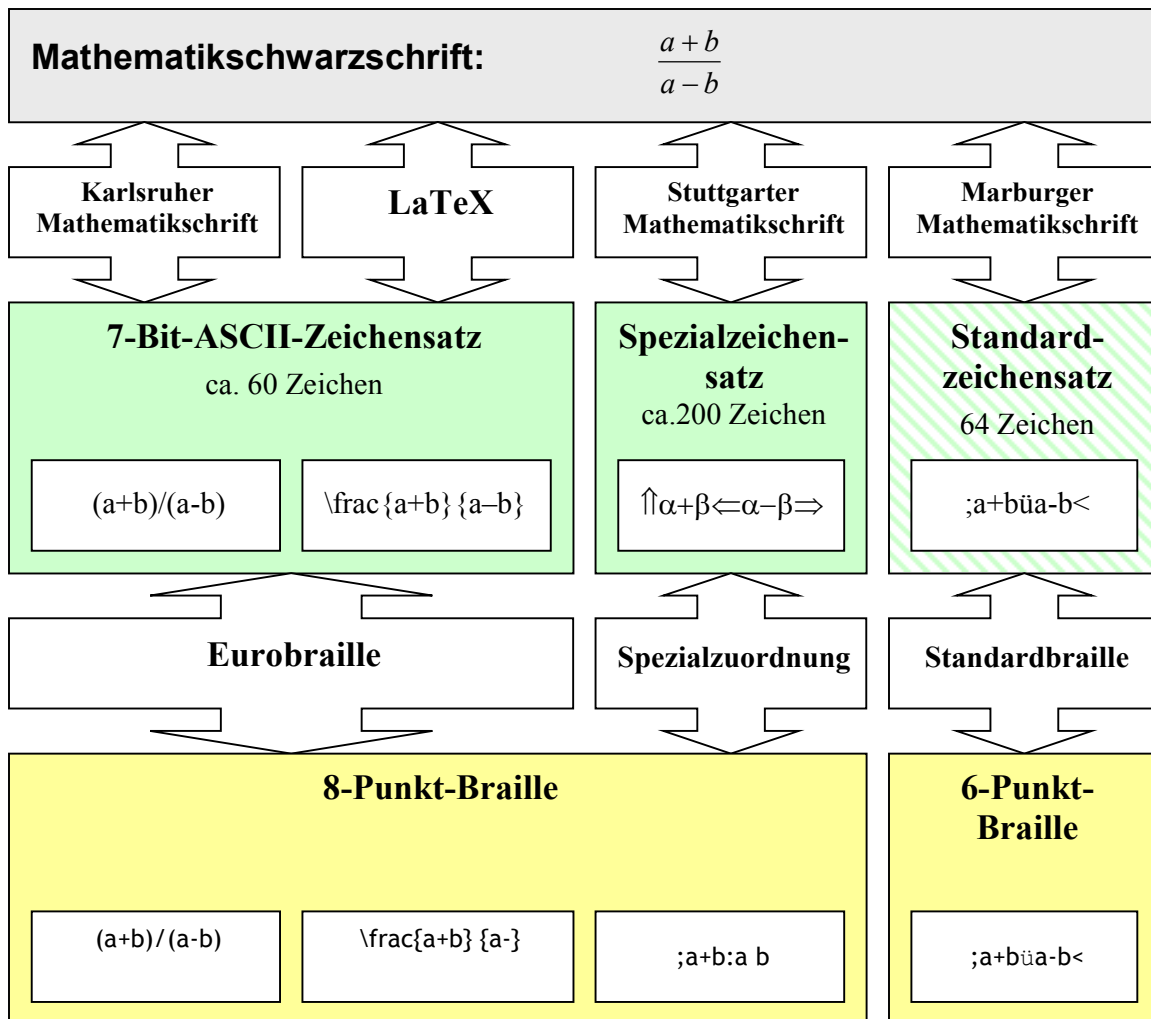 Mathematikschwarzschrift:
a + b
a − b
Karlsruher
Mathematikschrift
LaTeX
Stuttgarter
Mathematikschrift
Marburger
Mathematikschrift
7-Bit-ASCII-Zeichensatz
ca. 60 Zeichen
(a+b)/(a-b)
\frac{a+b}{a–b}
Spezialzeichen-
satz
ca.200 Zeichen
⇑α+β⇐α−β⇒
Standard-
zeichensatz
64 Zeichen
;a+büa-b<
Eurobraille
Spezialzuordnung
Standardbraille
8-Punkt-Braille
(a+b)/(a-b)
\frac{a+b} {a-}
;a+b:a b
6-Punkt-
Braille
;a+büa-b<